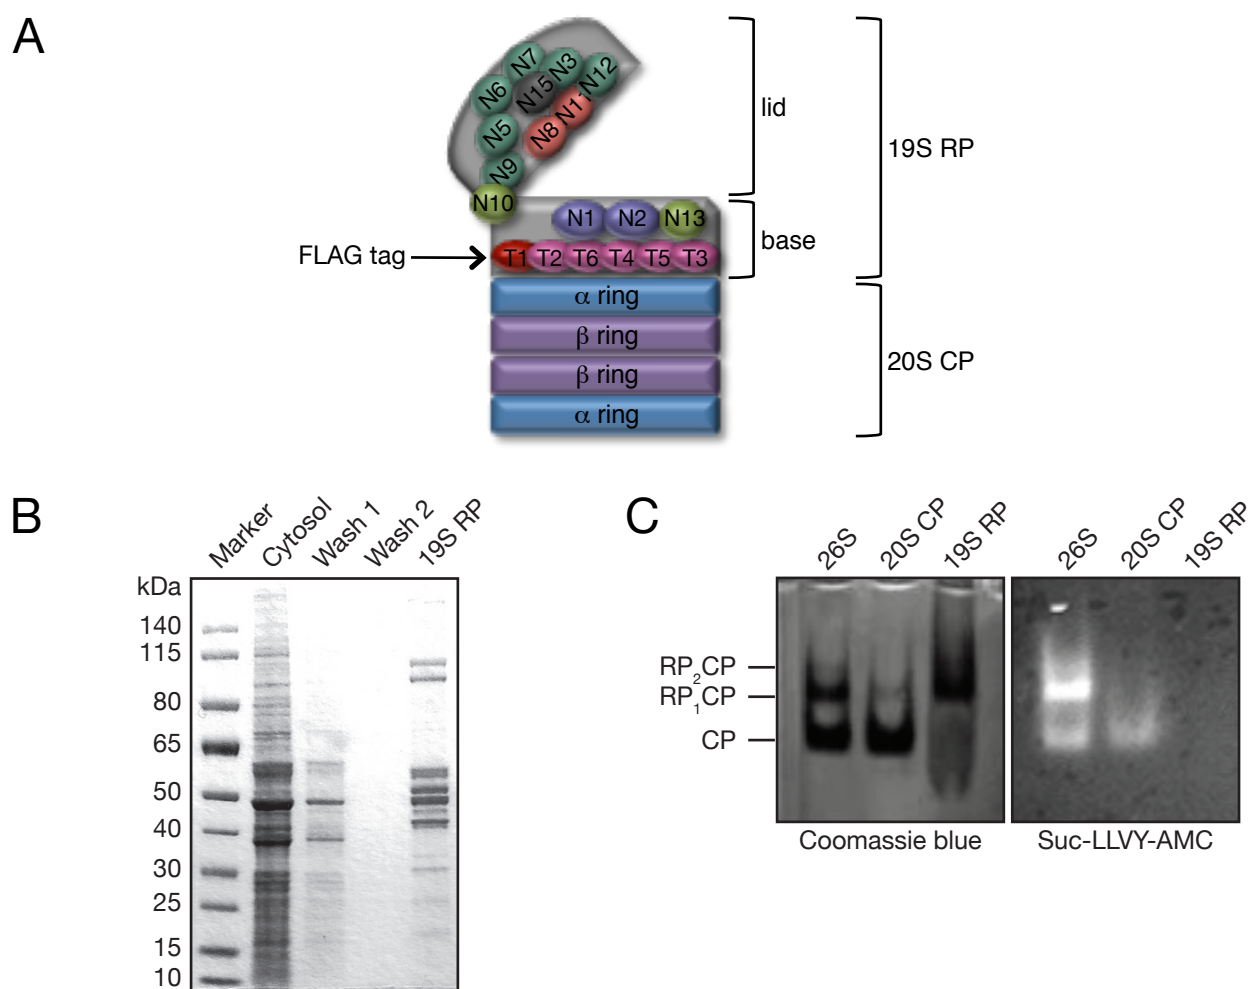 A
N7
N3
N12
N6
N15
N11
N5
N8
N9
N10
N1
N2
N13
T1
T2
T6
T4
T5
T3
FLAG tag
lid
base
19S RP
20S CP
α ring
β ring
β ring
α ring
B
Marker
Cytosol
Wash 1
Wash 2
19S RP
kDa
140
115
80
65
50
40
30
25
15
10
C
26S
20S CP
19S RP
26S
20S CP
19S RP
RP₂CP
RP₁CP
CP
Coomassie blue
Suc-LLVY-AMC